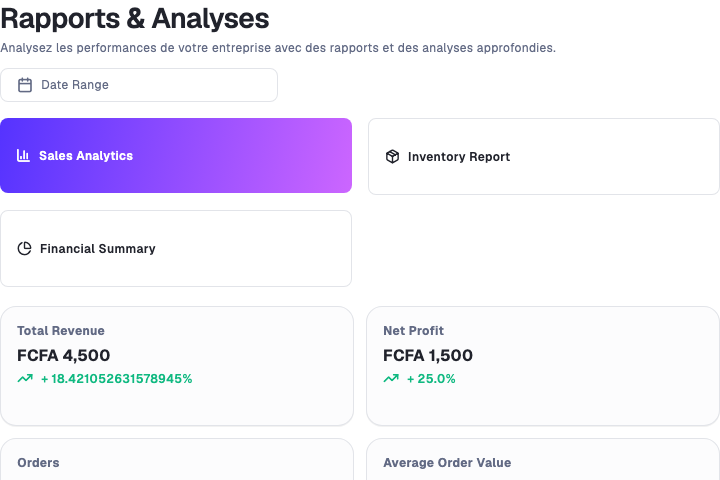 Rapports & Analyses
Analysez les performances de votre entreprise avec des rapports et des analyses approfondies.
Date Range
Sales Analytics
Inventory Report
Financial Summary
Total Revenue
FCFA 4,500
+ 18.421052631578945%
Net Profit
FCFA 1,500
+ 25.0%
Orders
Average Order Value